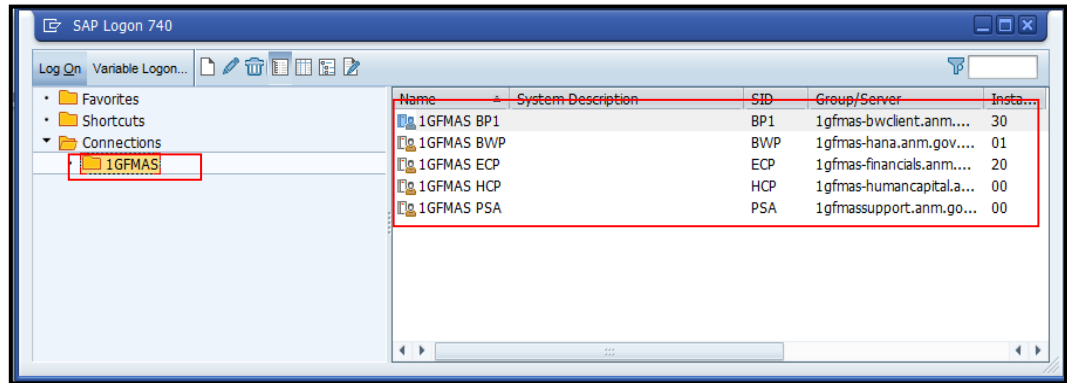 SAP Logon 740
Log On Variable Logon...
Favorites
Shortcuts
Connections
1GFMAS
Name System Description SID Group/Server Insta...
1GFMAS BP1 BP1 1gfmas-bwclient.anm.... 30
1GFMAS BWP BWP 1gfmas-hana.anm.gov.... 01
1GFMAS ECP ECP 1gfmas-financials.anm.... 20
1GFMAS HCP HCP 1gfmas-humancapital.a... 00
1GFMAS PSA PSA 1gfmassupport.anm.go... 00